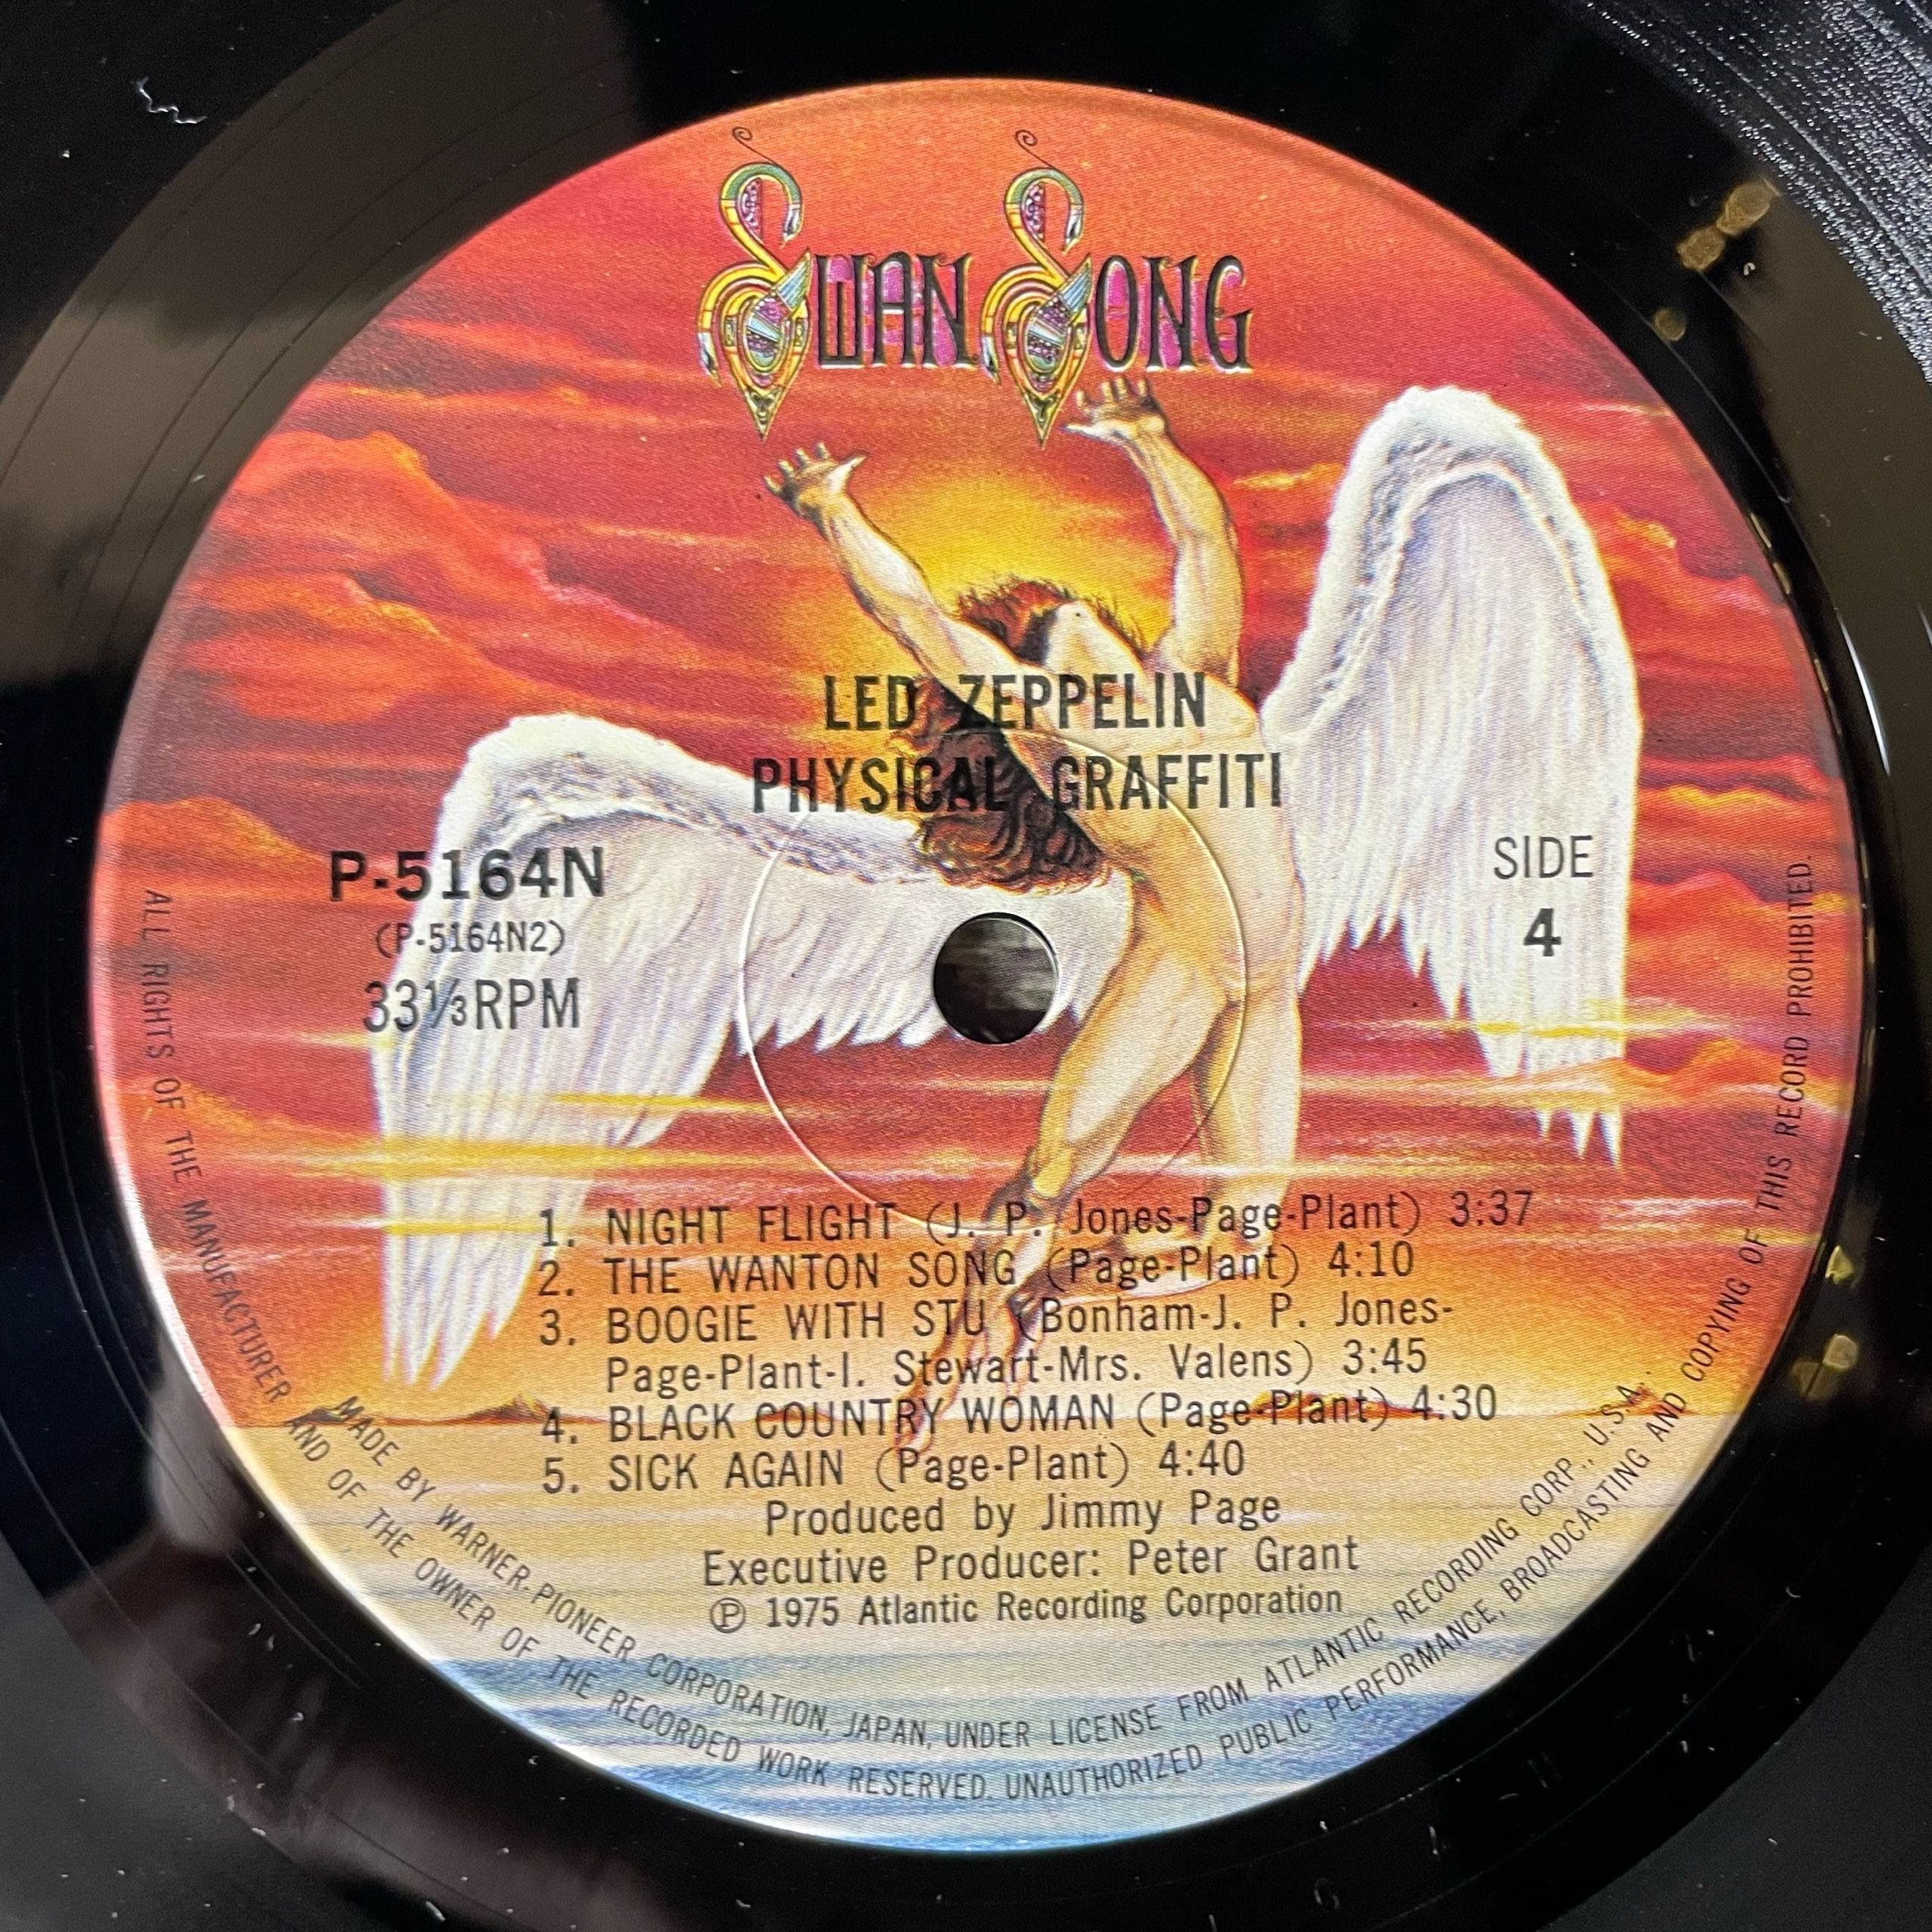 SWAN SONG
LED ZEPPELIN
PHYSICAL GRAFFITI
P-5164N
(P-5164N2)
33⅓RPM
SIDE
4
1. NIGHT FLIGHT (J. P. Jones-Page-Plant) 3:37
2. THE WANTON SONG (Page-Plant) 4:10
3. BOOGIE WITH STU (Bonham-J. P. Jones-
Page-Plant-I. Stewart-Mrs. Valens) 3:45
4. BLACK COUNTRY WOMAN (Page-Plant) 4:30
5. SICK AGAIN (Page-Plant) 4:40
Produced by Jimmy Page
Executive Producer: Peter Grant
Ⓟ 1975 Atlantic Recording Corporation
MADE BY WARNER-PIONEER CORPORATION, JAPAN, UNDER LICENSE FROM ATLANTIC RECORDING CORP., U.S.A..
ALL RIGHTS OF THE MANUFACTURER AND OF THE OWNER OF THE RECORDED WORK RESERVED. UNAUTHORIZED PUBLIC PERFORMANCE, BROADCASTING AND COPYING OF THIS RECORD PROHIBITED.